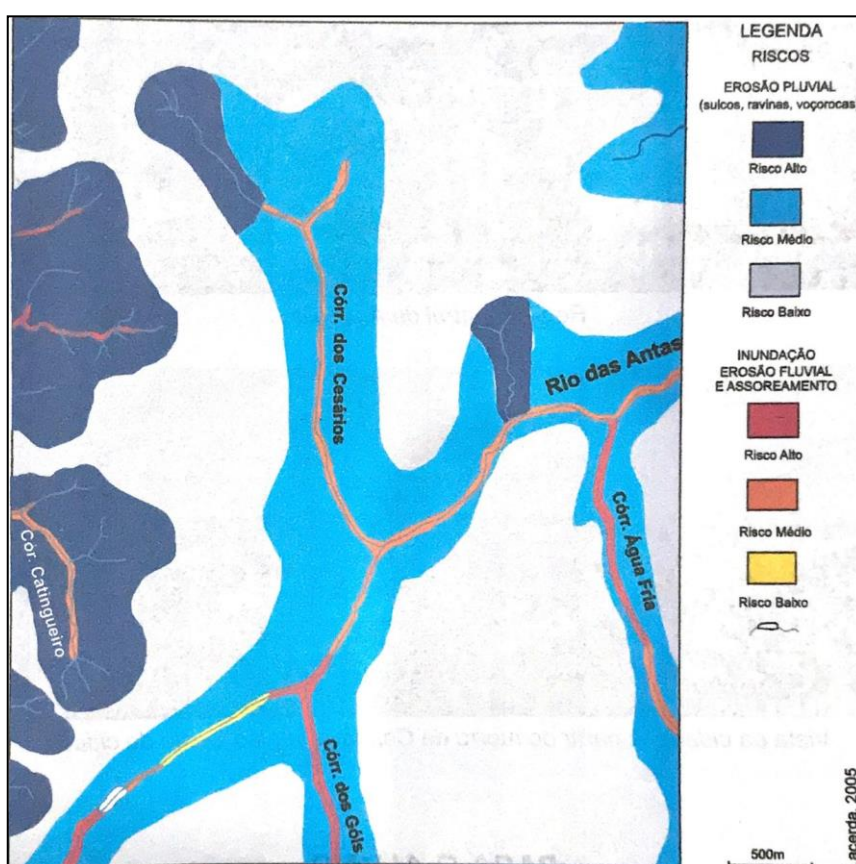 LEGENDA
RISCOS
EROSÃO PLUVIAL
(sulcos, ravinas, voçorocas)
Risco Alto
Risco Médio
Risco Baixo
INUNDAÇÃO
EROSÃO FLUVIAL
E ASSOREAMENTO
Risco Alto
Risco Médio
Risco Baixo
500m
acerda, 2005
Córr. dos Cesários
Rio das Antas
Córr. Água Fria
Cór. Catingueiro
Córr. dos Góis